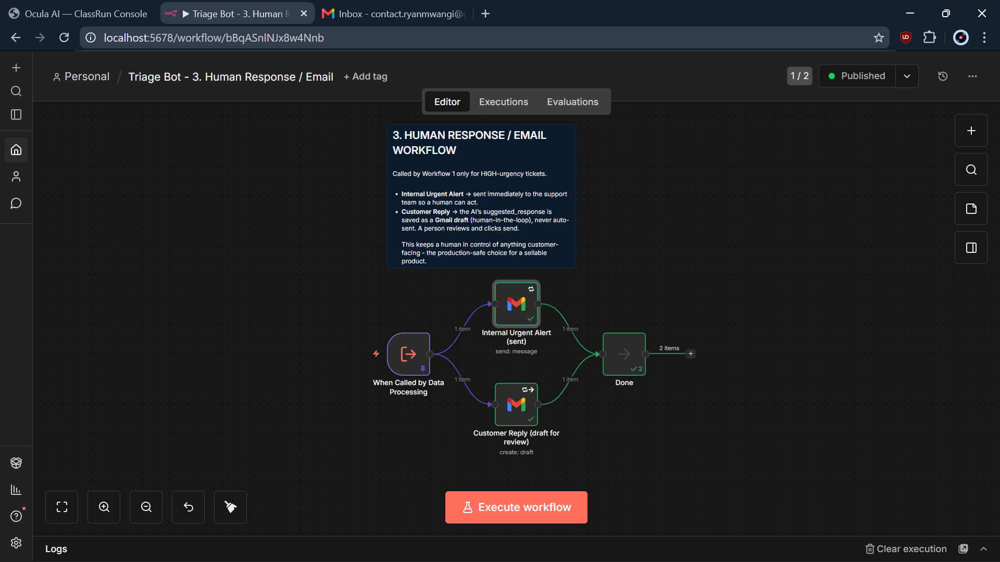 Ocula AI — ClassRun Console
▶ Triage Bot - 3. Human R
Inbox - contact.ryanmwangi@
localhost:5678/workflow/bBqASnlNJx8w4Nnb
Personal / Triage Bot - 3. Human Response / Email + Add tag
1 / 2
Published
Editor Executions Evaluations
3. HUMAN RESPONSE / EMAIL
WORKFLOW
Called by Workflow 1 only for HIGH-urgency tickets.
• Internal Urgent Alert → sent immediately to the support
team so a human can act.
• Customer Reply → the AI's suggested_response is
saved as a Gmail draft (human-in-the-loop), never auto-
sent. A person reviews and clicks send.
This keeps a human in control of anything customer-
facing - the production-safe choice for a sellable
product.
1 item
1 item
Internal Urgent Alert
(sent)
send: message
When Called by Data
Processing
1 item
1 item
2 items
2
Done
Customer Reply (draft for
review)
create: draft
Execute workflow
Logs
Clear execution